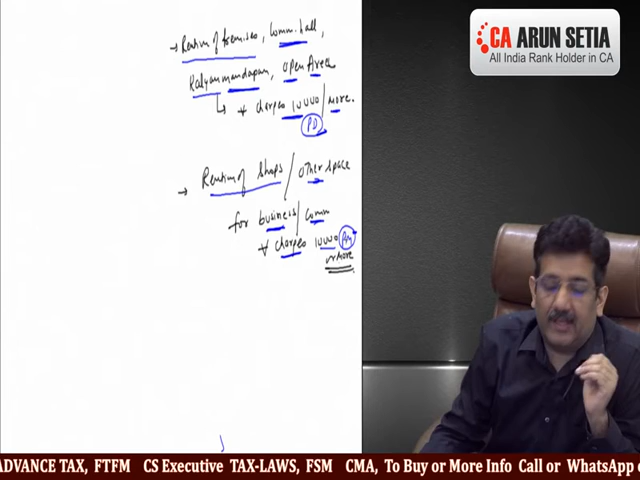 → Renting of Premises, Comm. hall,
Kalyanmandapam, Open Area
↳ + charges 10000/more.
PD
→ Renting of Shops / other space
for business/Comm
+ charges 10000 PM
or more
CA ARUN SETIA
All India Rank Holder in CA
ADVANCE TAX, FTFM CS Executive TAX-LAWS, FSM CMA, To Buy or More Info Call or WhatsApp